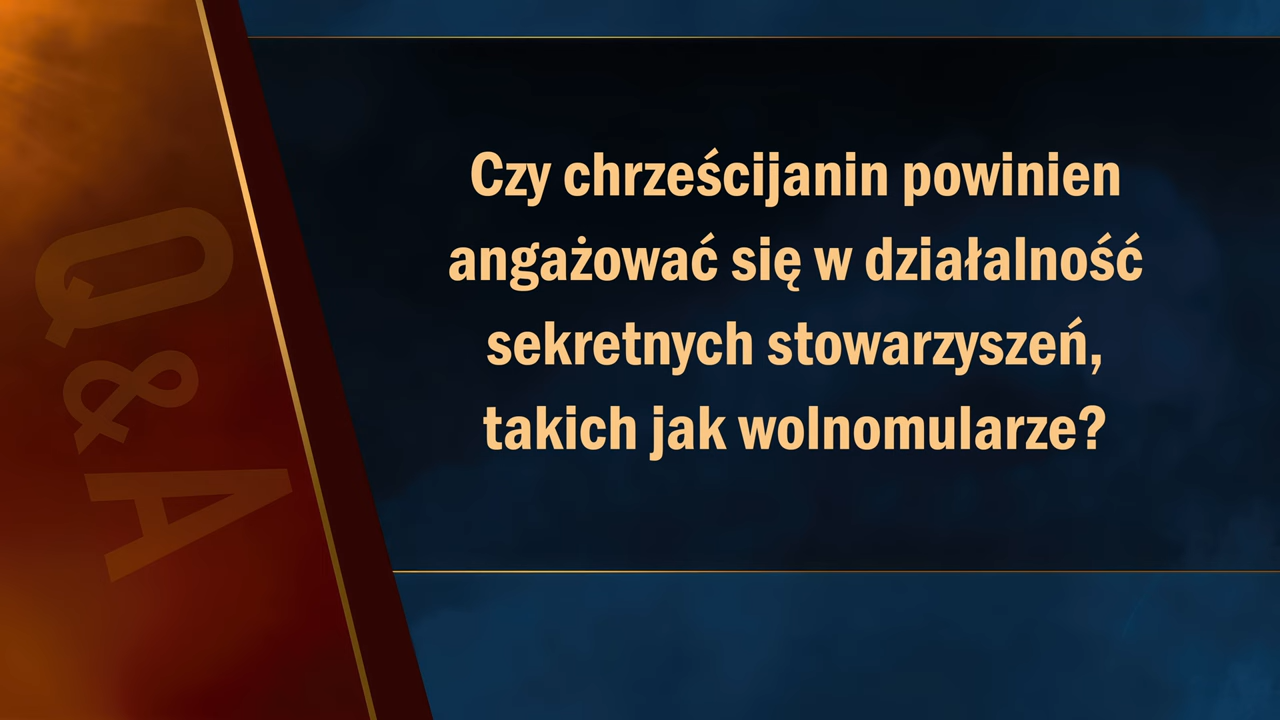 Q&A
Czy chrześcijanin powinien
angażować się w działalność
sekretnych stowarzyszeń,
takich jak wolnomularze?